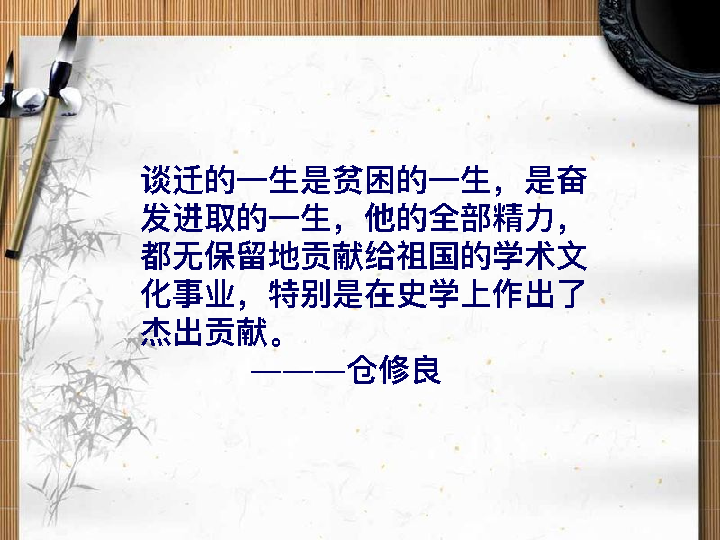 谈迁的一生是贫困的一生，是奋
发进取的一生，他的全部精力，
都无保留地贡献给祖国的学术文
化事业，特别是在史学上作出了
杰出贡献。
———仓修良